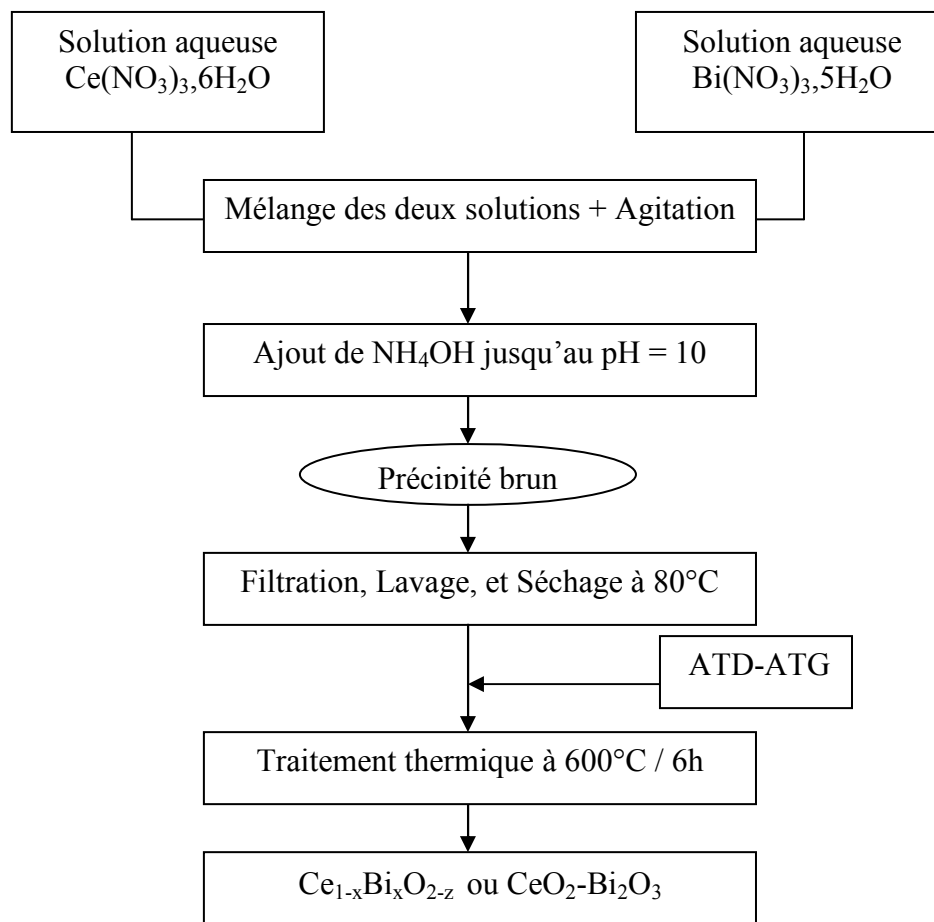 Solution aqueuse
Ce(NO₃)₃,6H₂O
Solution aqueuse
Bi(NO₃)₃,5H₂O
Mélange des deux solutions + Agitation
Ajout de NH₄OH jusqu’au pH = 10
Précipité brun
Filtration, Lavage, et Séchage à 80°C
ATD-ATG
Traitement thermique à 600°C / 6h
Ce₁₋ₓBiₓO₂₋z ou CeO₂-Bi₂O₃